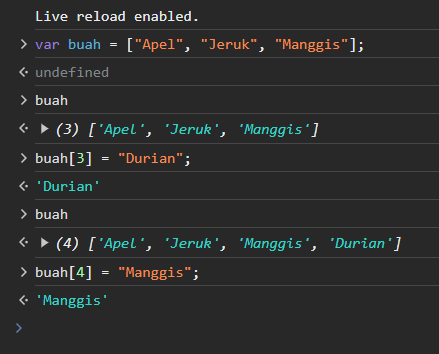 Live reload enabled.
> var buah = ["Apel", "Jeruk", "Manggis"];
undefined
> buah
(3) ['Apel', 'Jeruk', 'Manggis']
> buah[3] = "Durian";
'Durian'
> buah
(4) ['Apel', 'Jeruk', 'Manggis', 'Durian']
> buah[4] = "Manggis";
'Manggis'
>